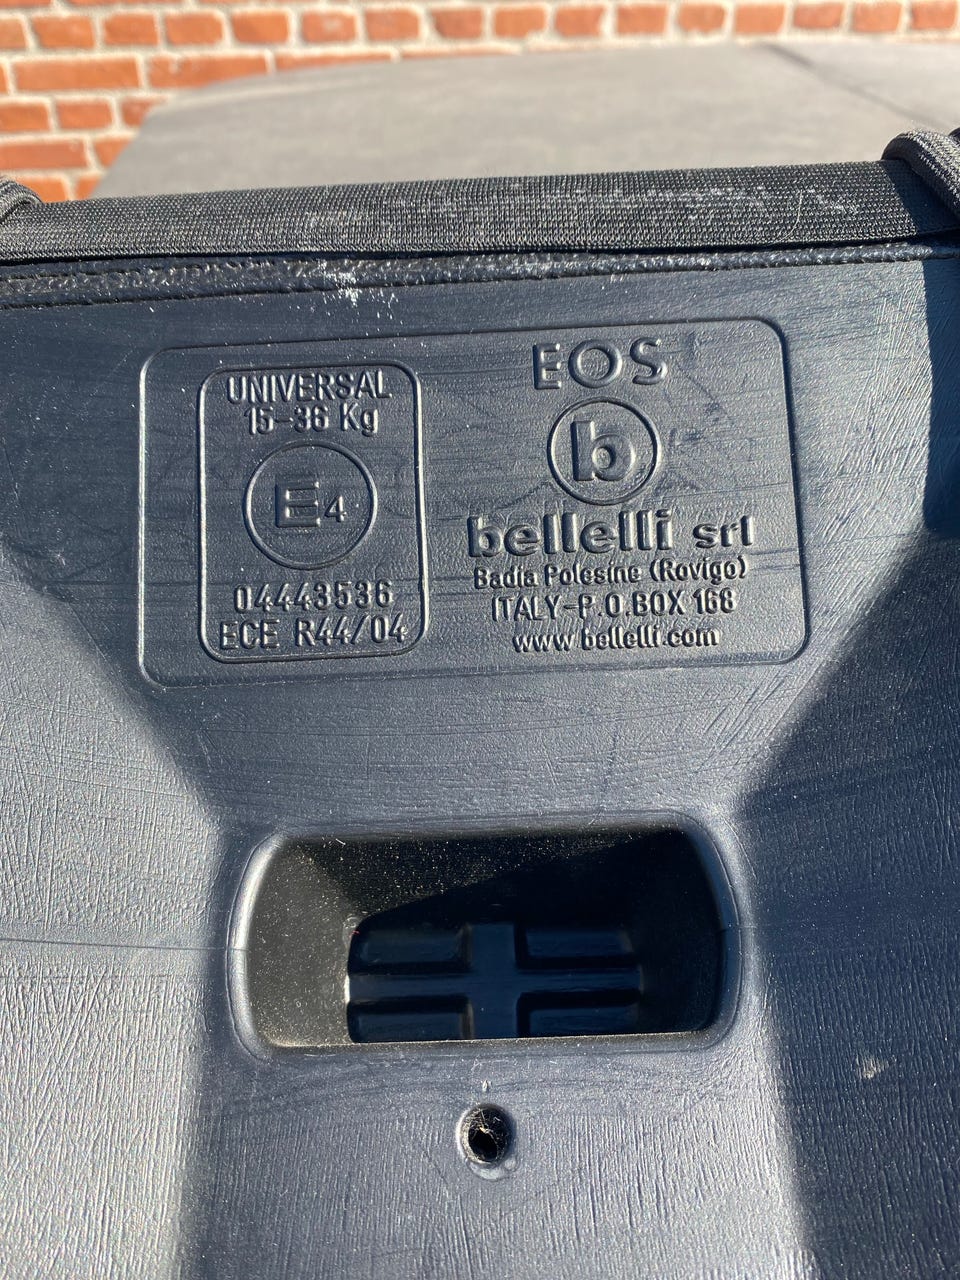 UNIVERSAL
15-36 Kg
E4
04443536
ECE R44/04
EOS
b
bellelli srl
Badia Polesine (Rovigo)
ITALY-P.O.BOX 168
www.bellelli.com